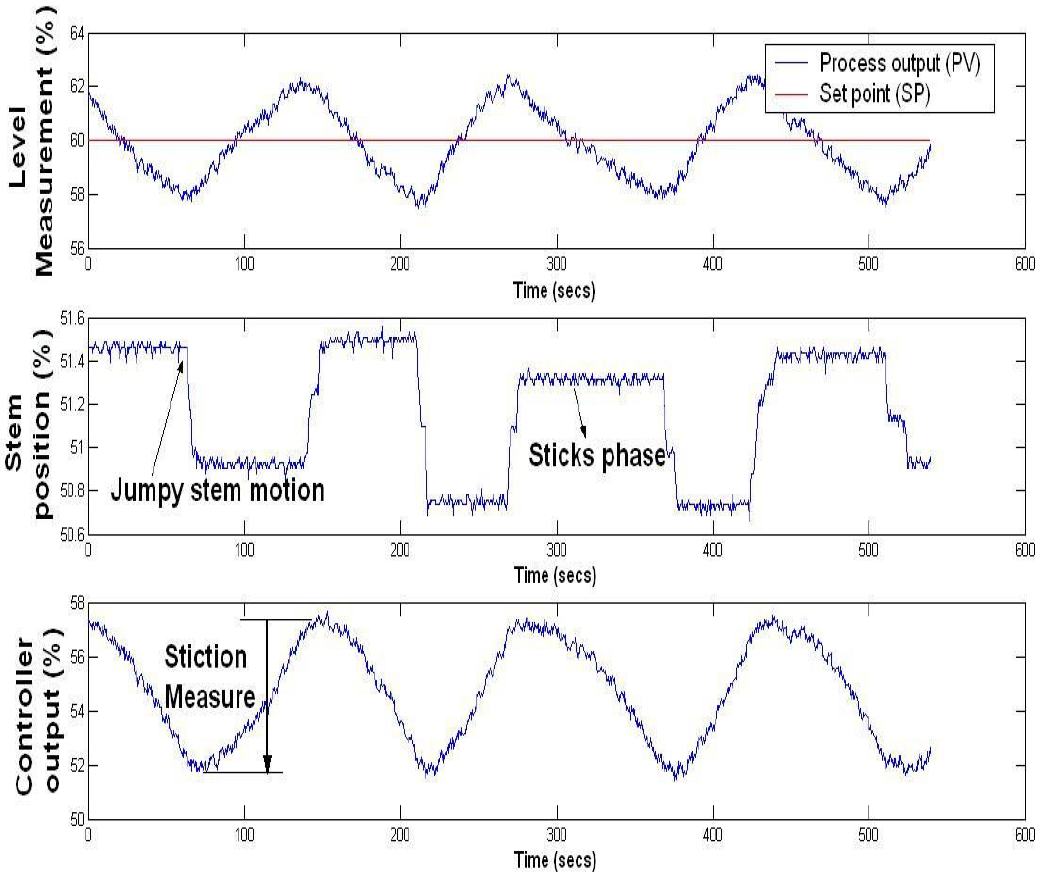 Level
Measurement (%)
64
62
60
58
56
Process output (PV)
Set point (SP)
0 100 200 300 400 500 600
Time (secs)
Stem
position (%)
51.6
51.4
51.2
51
50.8
50.6
Jumpy stem motion
Sticks phase
0 100 200 300 400 500 600
Time (secs)
Controller
output (%)
58
56
54
52
50
Stiction
Measure
0 100 200 300 400 500 600
Time (secs)